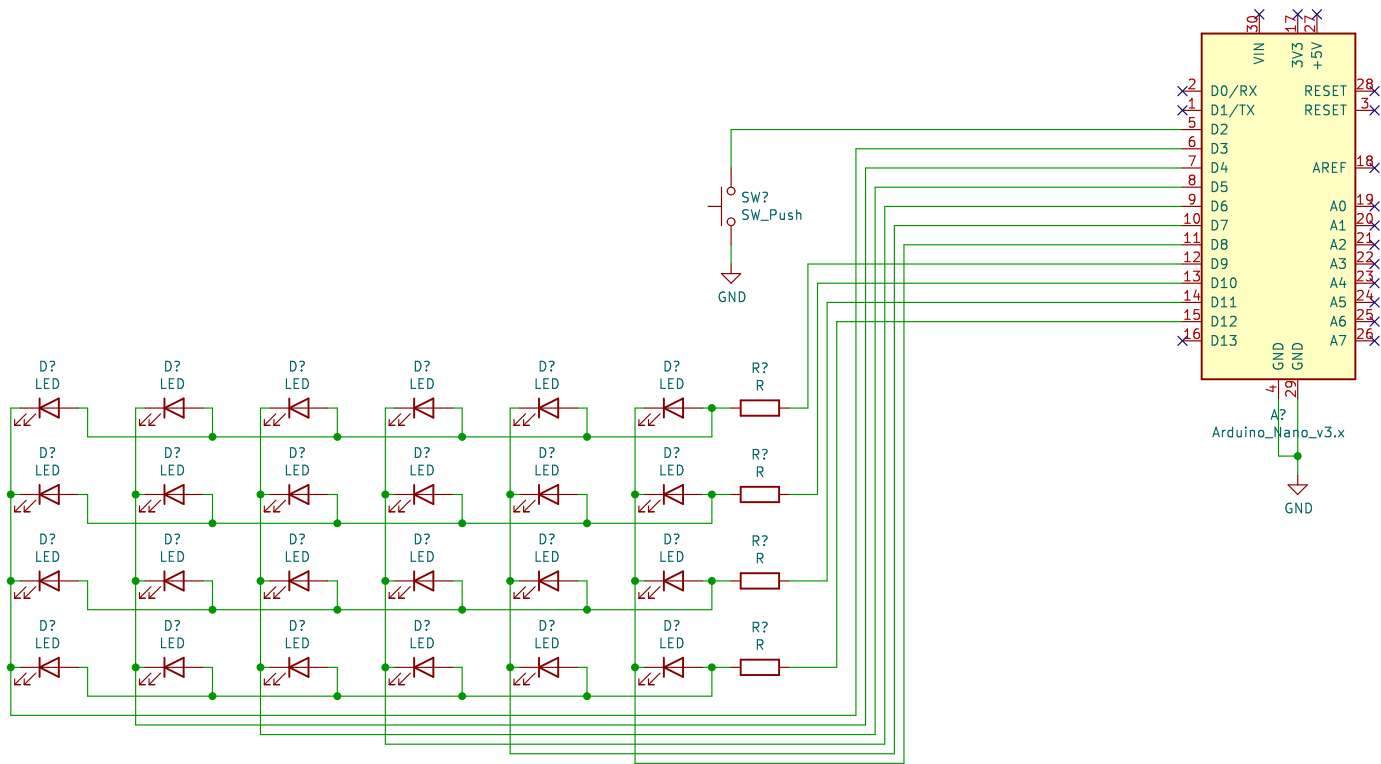 30
17
27
VIN
3V3
+5V
2 D0/RX RESET 28
1 D1/TX RESET 3
5 D2
6 D3
7 D4 AREF 18
8 D5
9 D6 A0 19
10 D7 A1 20
11 D8 A2 21
12 D9 A3 22
13 D10 A4 23
14 D11 A5 24
15 D12 A6 25
16 D13 A7 26
GND GND
4 29
A?
Arduino_Nano_v3.x
GND
SW?
SW_Push
GND
D? D? D? D? D? D? R?
LED LED LED LED LED LED R
D? D? D? D? D? D? R?
LED LED LED LED LED LED R
D? D? D? D? D? D? R?
LED LED LED LED LED LED R
D? D? D? D? D? D? R?
LED LED LED LED LED LED R